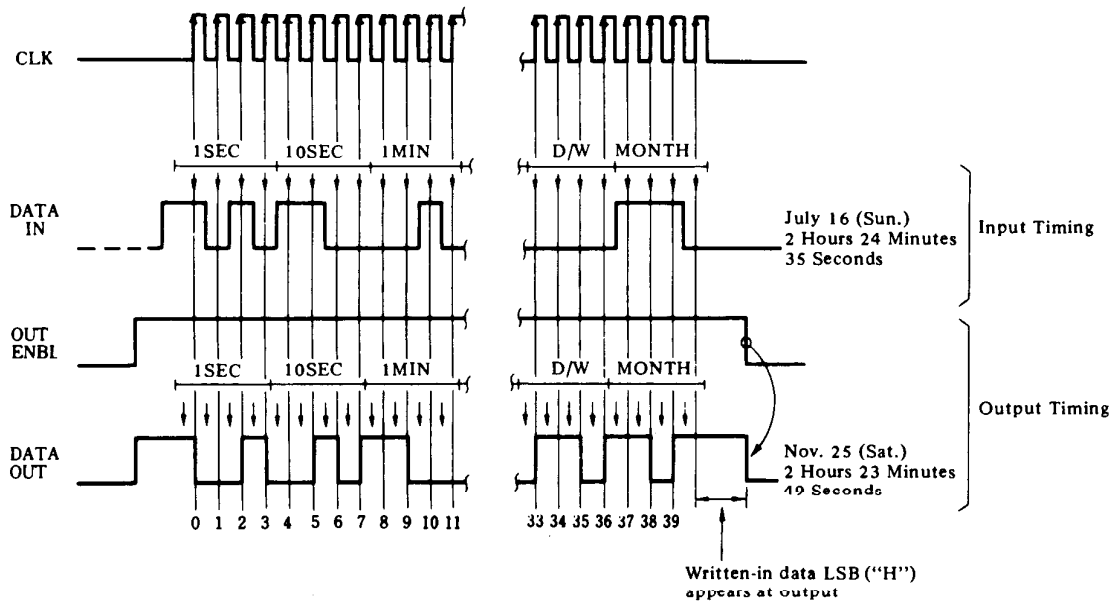 CLK
1SEC 10SEC 1MIN D/W MONTH
DATA
IN
July 16 (Sun.)
2 Hours 24 Minutes
35 Seconds
Input Timing
OUT
ENBL
1SEC 10SEC 1MIN D/W MONTH
Output Timing
DATA
OUT
Nov. 25 (Sat.)
2 Hours 23 Minutes
49 Seconds
0 1 2 3 4 5 6 7 8 9 10 11 33 34 35 36 37 38 39
Written-in data LSB (“H”)
appears at output